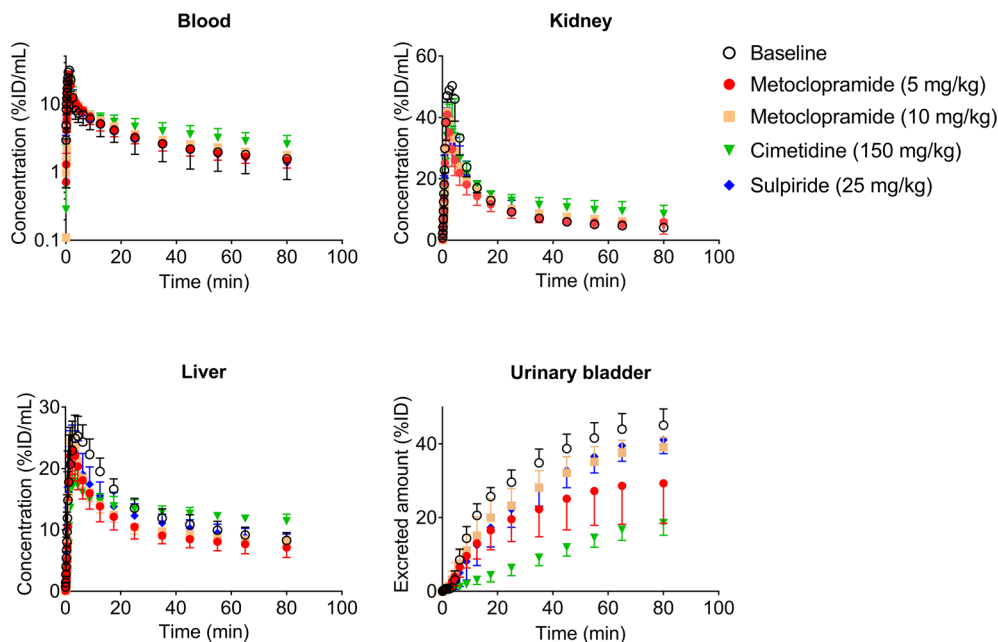 Blood
Concentration (%ID/mL)
10
1
0.1
0 20 40 60 80 100
Time (min)
Kidney
Concentration (%ID/mL)
60
40
20
0
0 20 40 60 80 100
Time (min)
Baseline
Metoclopramide (5 mg/kg)
Metoclopramide (10 mg/kg)
Cimetidine (150 mg/kg)
Sulpiride (25 mg/kg)
Liver
Concentration (%ID/mL)
30
20
10
0
0 20 40 60 80 100
Time (min)
Urinary bladder
Excreted amount (%ID)
40
20
0
0 20 40 60 80 100
Time (min)